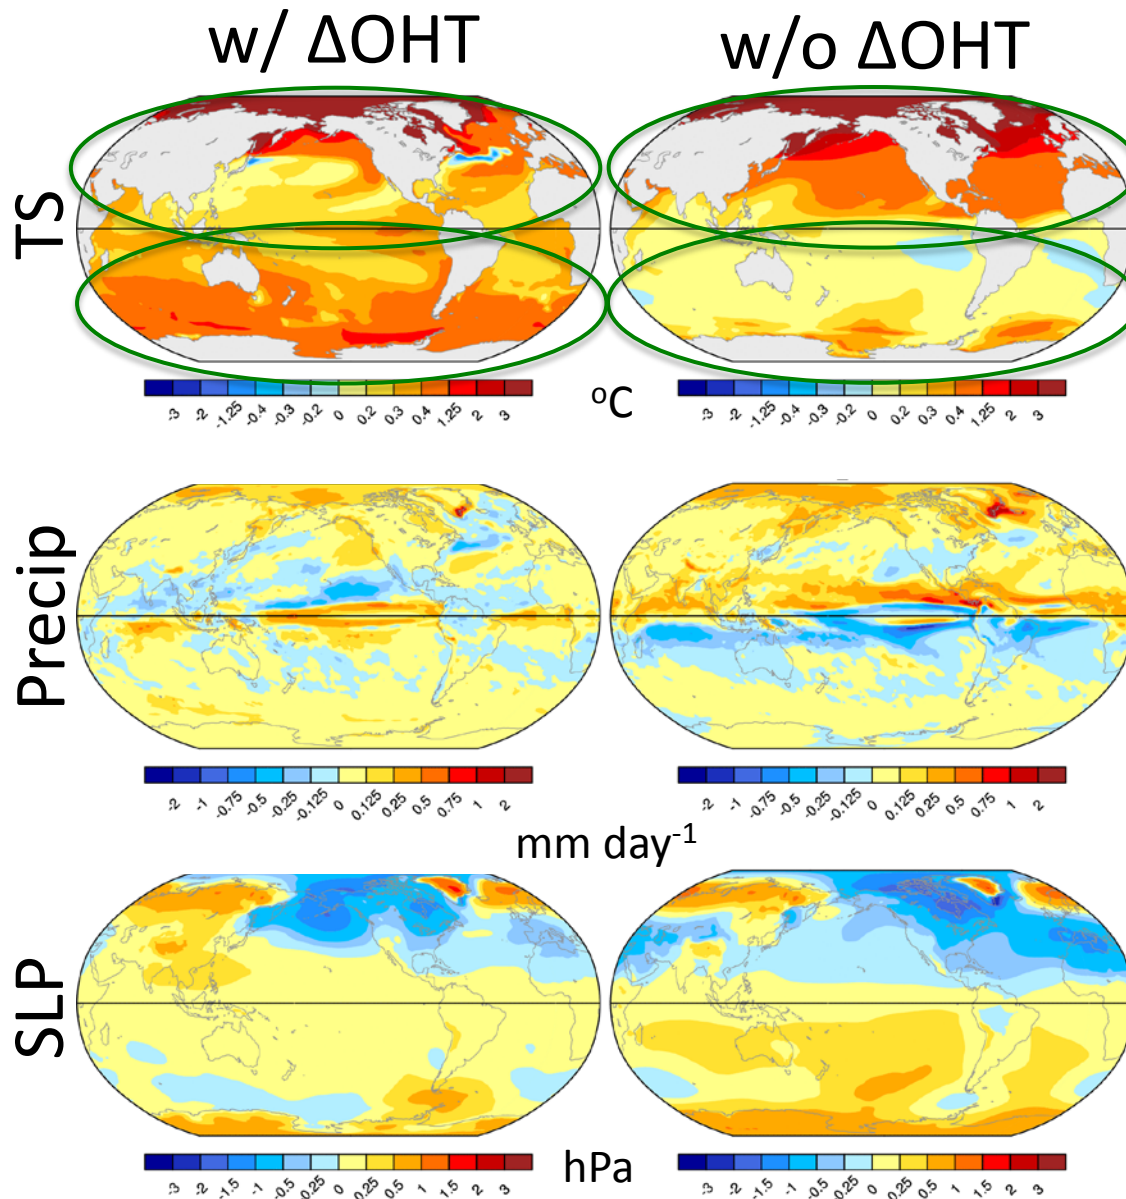 w/ ΔOHT
w/o ΔOHT
TS
-3 -2 -1.25 -0.4 -0.3 -0.2 0 0.2 0.3 0.4 1.25 2 3
oC
-3 -2 -1.25 -0.4 -0.3 -0.2 0 0.2 0.3 0.4 1.25 2 3
Precip
-2 -1 -0.75 -0.5 -0.25 -0.125 0 0.125 0.25 0.5 0.75 1 2
-2 -1 -0.75 -0.5 -0.25 -0.125 0 0.125 0.25 0.5 0.75 1 2
mm day-1
SLP
-3 -2 -1.5 -1 -0.5 -0.25 0 0.25 0.5 1 1.5 2 3
hPa
-3 -2 -1.5 -1 -0.5 -0.25 0 0.25 0.5 1 1.5 2 3